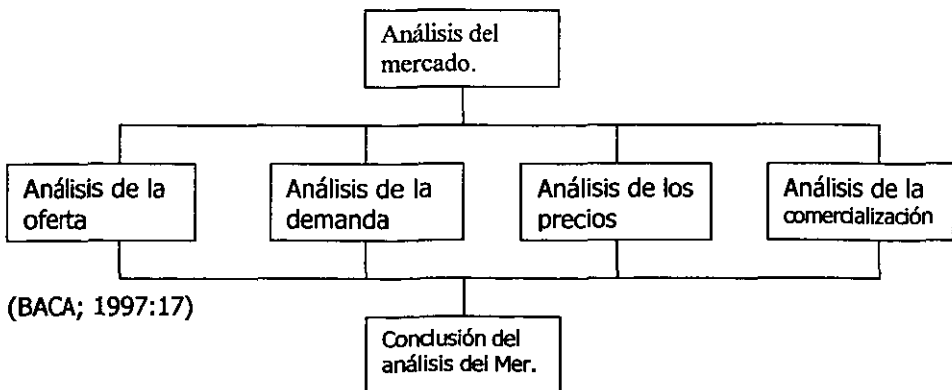 Análisis del
mercado.
Análisis de la
oferta
Análisis de la
demanda
Análisis de los
precios
Análisis de la
comercialización
(BACA; 1997:17)
Conclusión del
análisis del Mer.